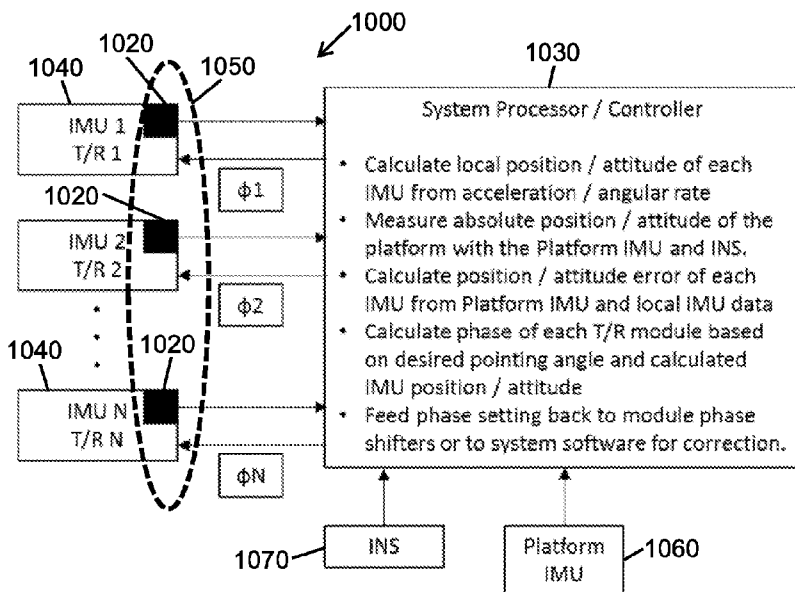 1000
1020
1040
1050
1030
IMU 1
T/R 1
ϕ1
1020
IMU 2
T/R 2
ϕ2
1040
1020
IMU N
T/R N
ϕN
System Processor / Controller
• Calculate local position / attitude of each
IMU from acceleration / angular rate
• Measure absolute position / attitude of the
platform with the Platform IMU and INS.
• Calculate position / attitude error of each
IMU from Platform IMU and local IMU data
• Calculate phase of each T/R module based
on desired pointing angle and calculated
IMU position / attitude
• Feed phase setting back to module phase
shifters or to system software for correction.
1070
INS
Platform
IMU
1060